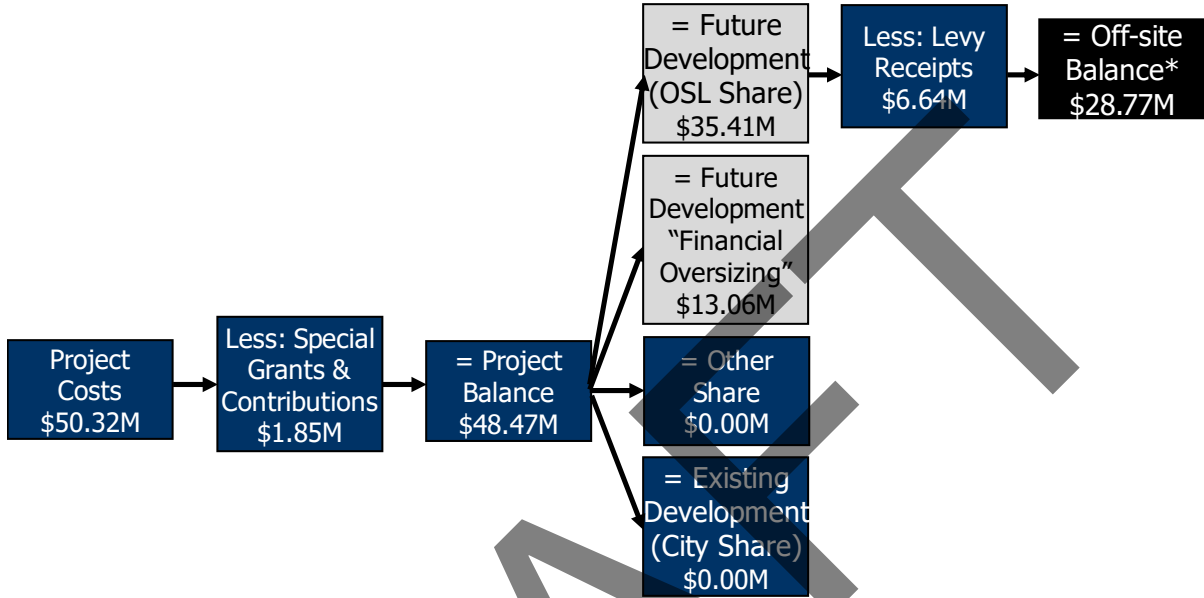 Project
Costs
$50.32M
Less: Special
Grants &
Contributions
$1.85M
= Project
Balance
$48.47M
= Future
Development
(OSL Share)
$35.41M
Less: Levy
Receipts
$6.64M
= Off-site
Balance*
$28.77M
= Future
Development
“Financial
Oversizing”
$13.06M
= Other
Share
$0.00M
= Existing
Development
(City Share)
$0.00M